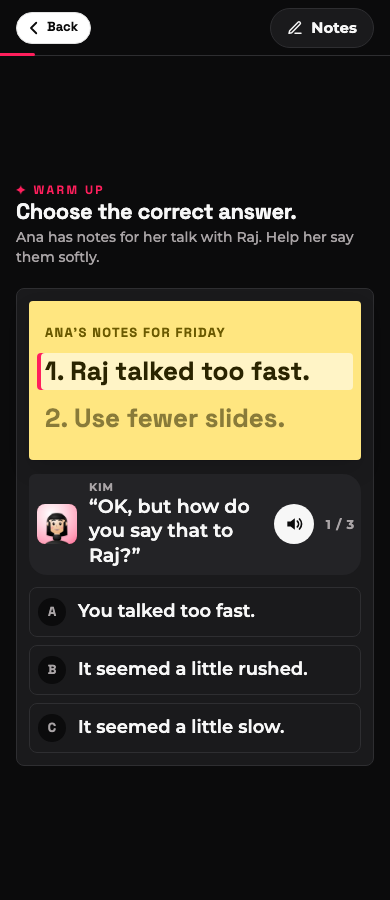 Back
Notes
WARM UP
Choose the correct answer.
Ana has notes for her talk with Raj. Help her say
them softly.
ANA'S NOTES FOR FRIDAY
1. Raj talked too fast.
2. Use fewer slides.
KIM
“OK, but how do
you say that to
Raj?”
1 / 3
A You talked too fast.
B It seemed a little rushed.
C It seemed a little slow.